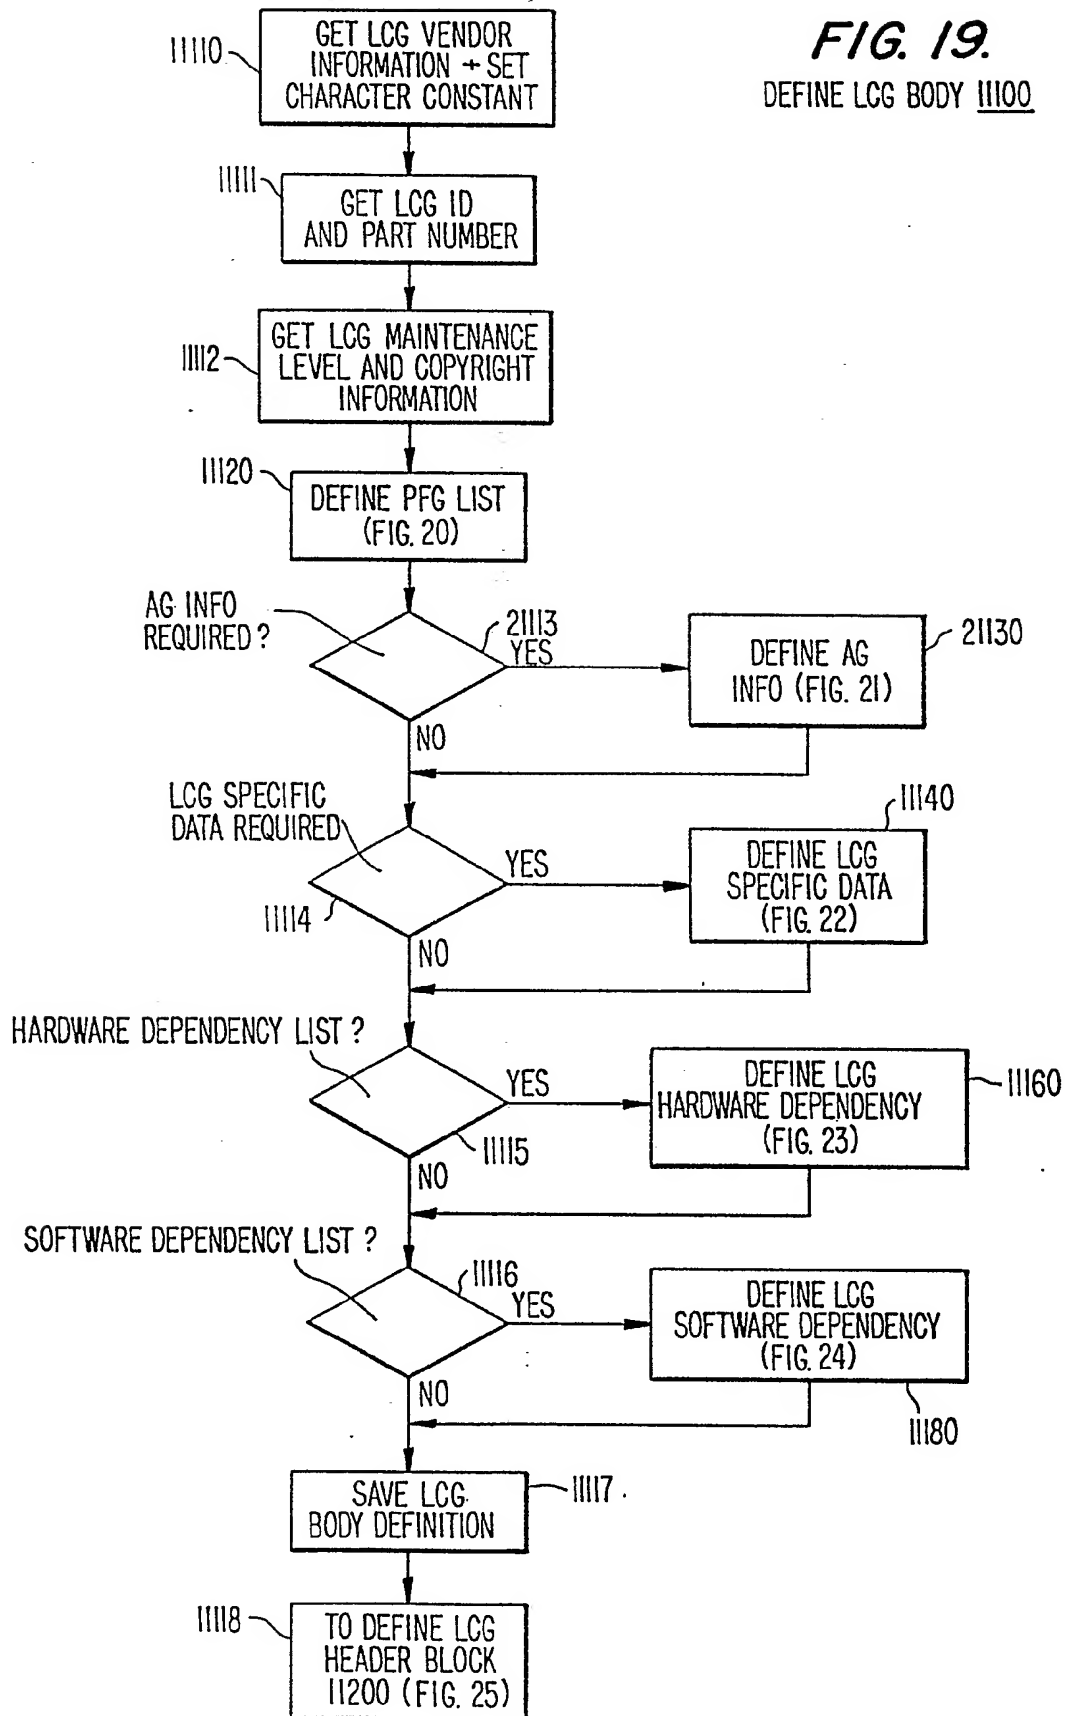 FIG. 19.
DEFINE LCG BODY 11100
11110
GET LCG VENDOR
INFORMATION + SET
CHARACTER CONSTANT
11111
GET LCG ID
AND PART NUMBER
11112
GET LCG MAINTENANCE
LEVEL AND COPYRIGHT
INFORMATION
11120
DEFINE PFG LIST
(FIG. 20)
AG INFO
REQUIRED ?
21113
YES
NO
DEFINE AG
INFO (FIG. 21)
21130
LCG SPECIFIC
DATA REQUIRED
11114
YES
NO
11140
DEFINE LCG
SPECIFIC DATA
(FIG. 22)
HARDWARE DEPENDENCY LIST ?
YES
11115
NO
DEFINE LCG
HARDWARE DEPENDENCY
(FIG. 23)
11160
SOFTWARE DEPENDENCY LIST ?
11116
YES
NO
DEFINE LCG
SOFTWARE DEPENDENCY
(FIG. 24)
11180
SAVE LCG
BODY DEFINITION
11117
11118
TO DEFINE LCG
HEADER BLOCK
11200 (FIG. 25)